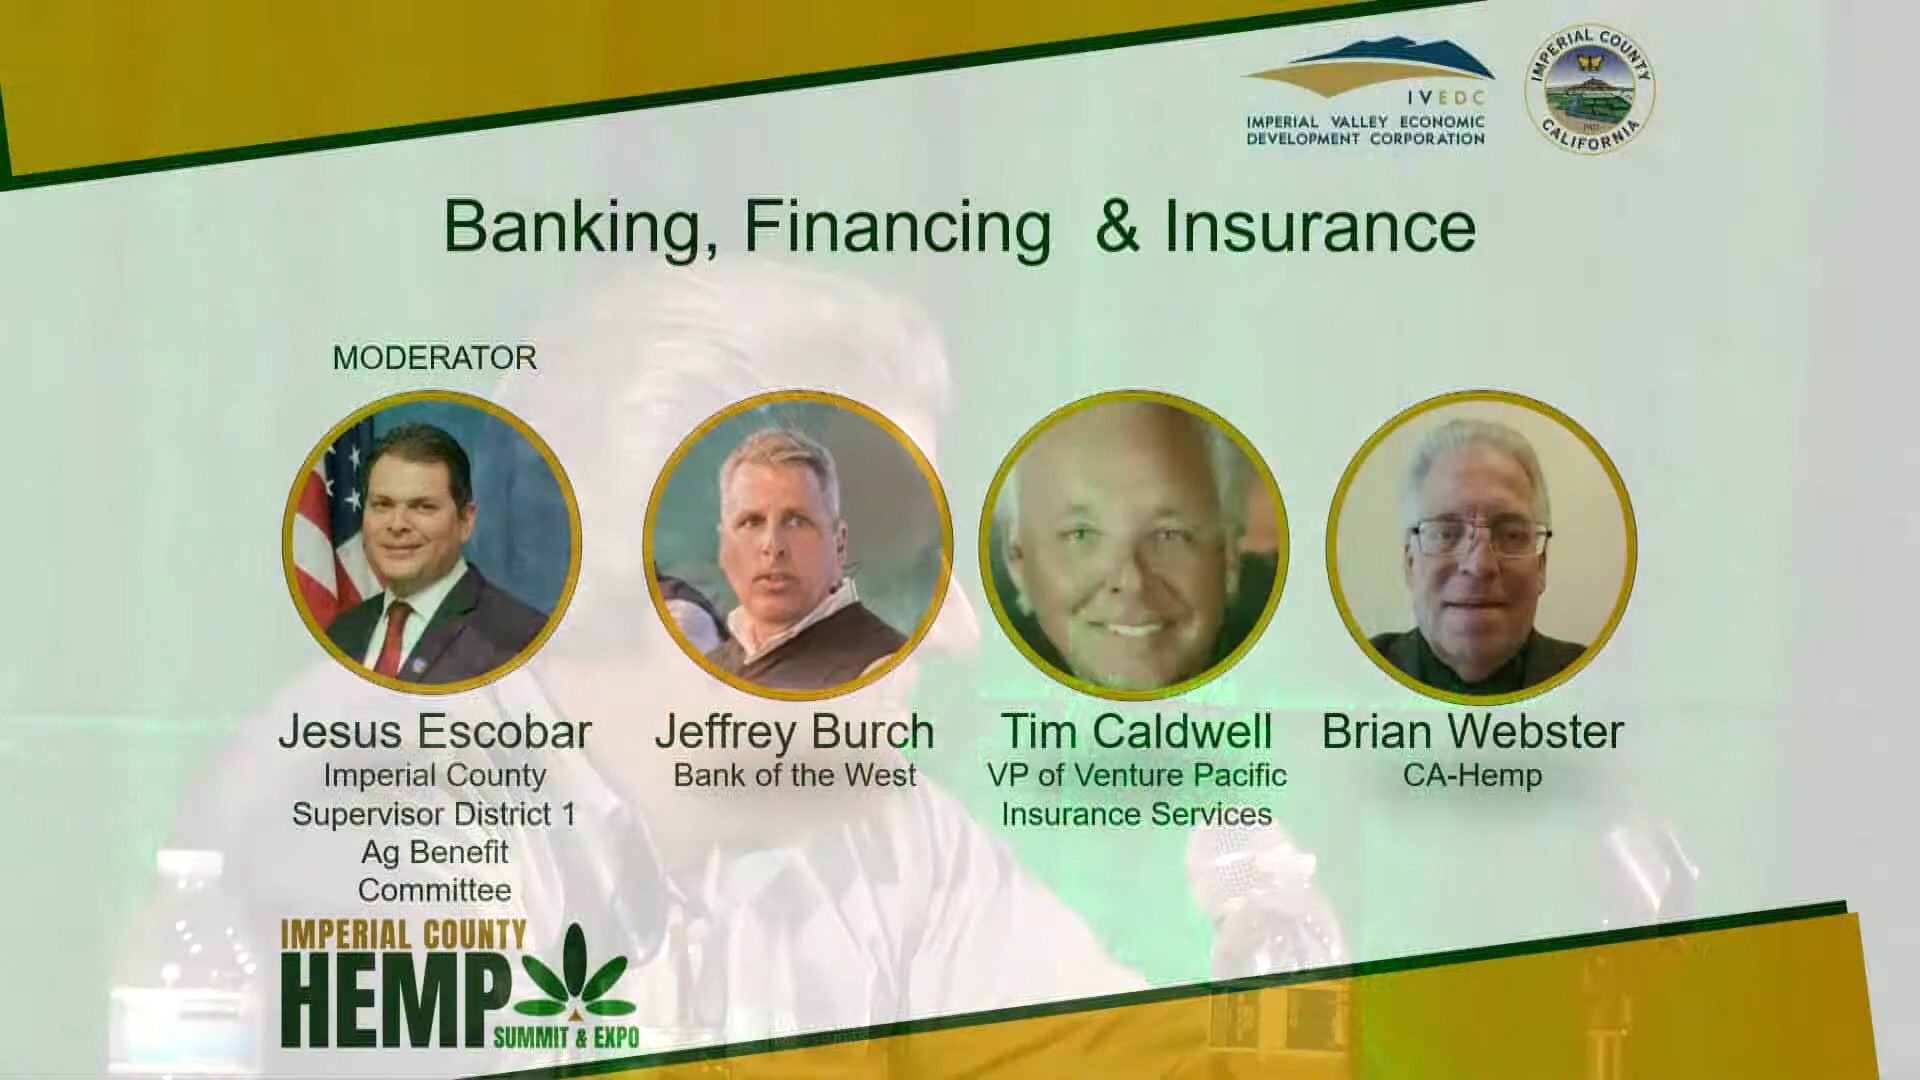 IVEDC
IMPERIAL VALLEY ECONOMIC
DEVELOPMENT CORPORATION
IMPERIAL COUNTY
1907
CALIFORNIA
Banking, Financing & Insurance
MODERATOR
Jesus Escobar
Imperial County
Supervisor District 1
Ag Benefit
Committee
Jeffrey Burch
Bank of the West
Tim Caldwell
VP of Venture Pacific
Insurance Services
Brian Webster
CA-Hemp
IMPERIAL COUNTY
HEMP
SUMMIT & EXPO